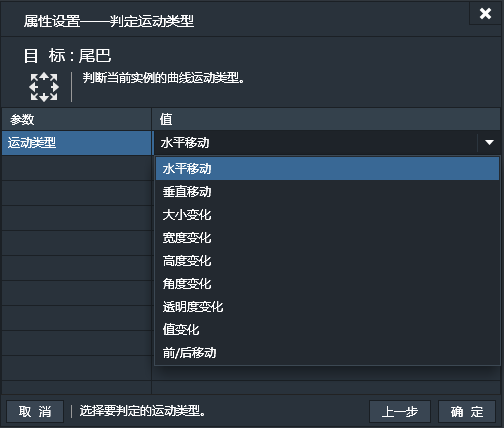 属性设置——判定运动类型
目 标 : 尾巴
判断当前实例的曲线运动类型。
参数 值
运动类型 水平移动
水平移动
垂直移动
大小变化
宽度变化
高度变化
角度变化
透明度变化
值变化
前/后移动
取 消 选择要判定的运动类型。 上一步 确 定